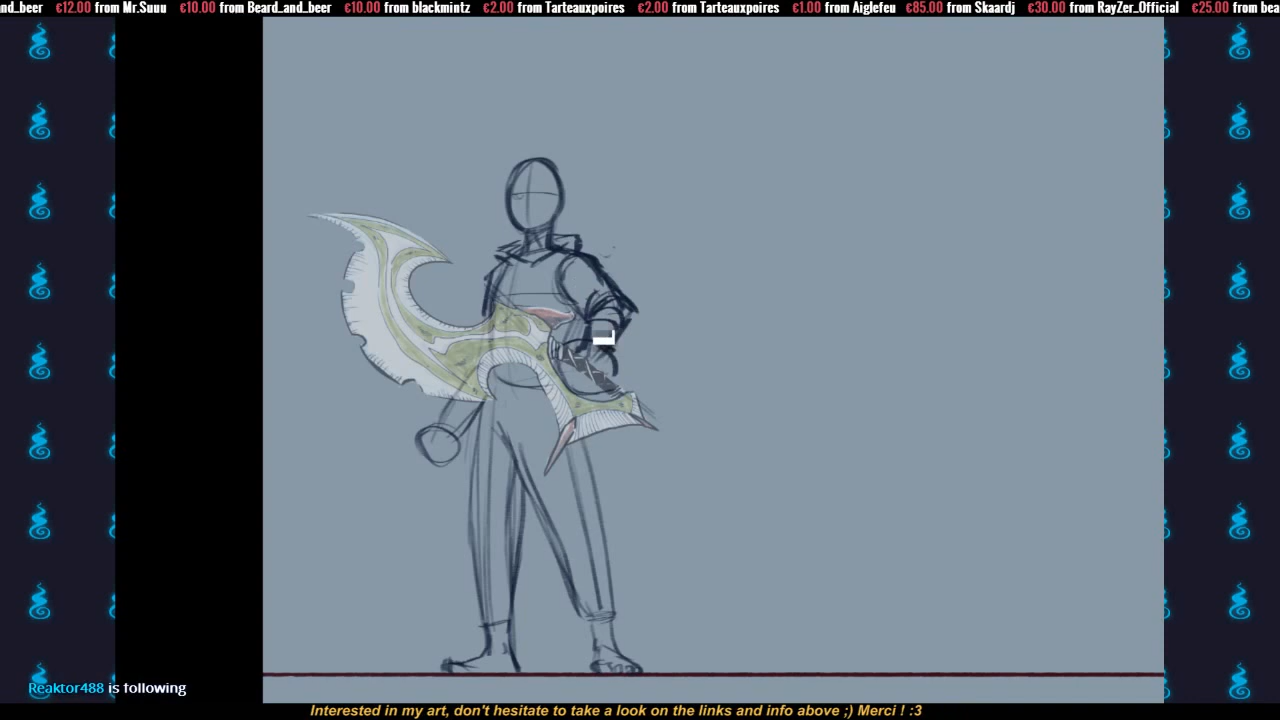 €12.00 from Mr.Suuu €10.00 from Beard_and_beer €10.00 from blackmintz €2.00 from Tarteauxpoires €2.00 from Tarteauxpoires €1.00 from Aiglefeu €85.00 from Skaardj €30.00 from RayZer_Official €25.00 from
Reaktor488 is following
Interested in my art, don't hesitate to take a look on the links and info above ;) Merci ! :3